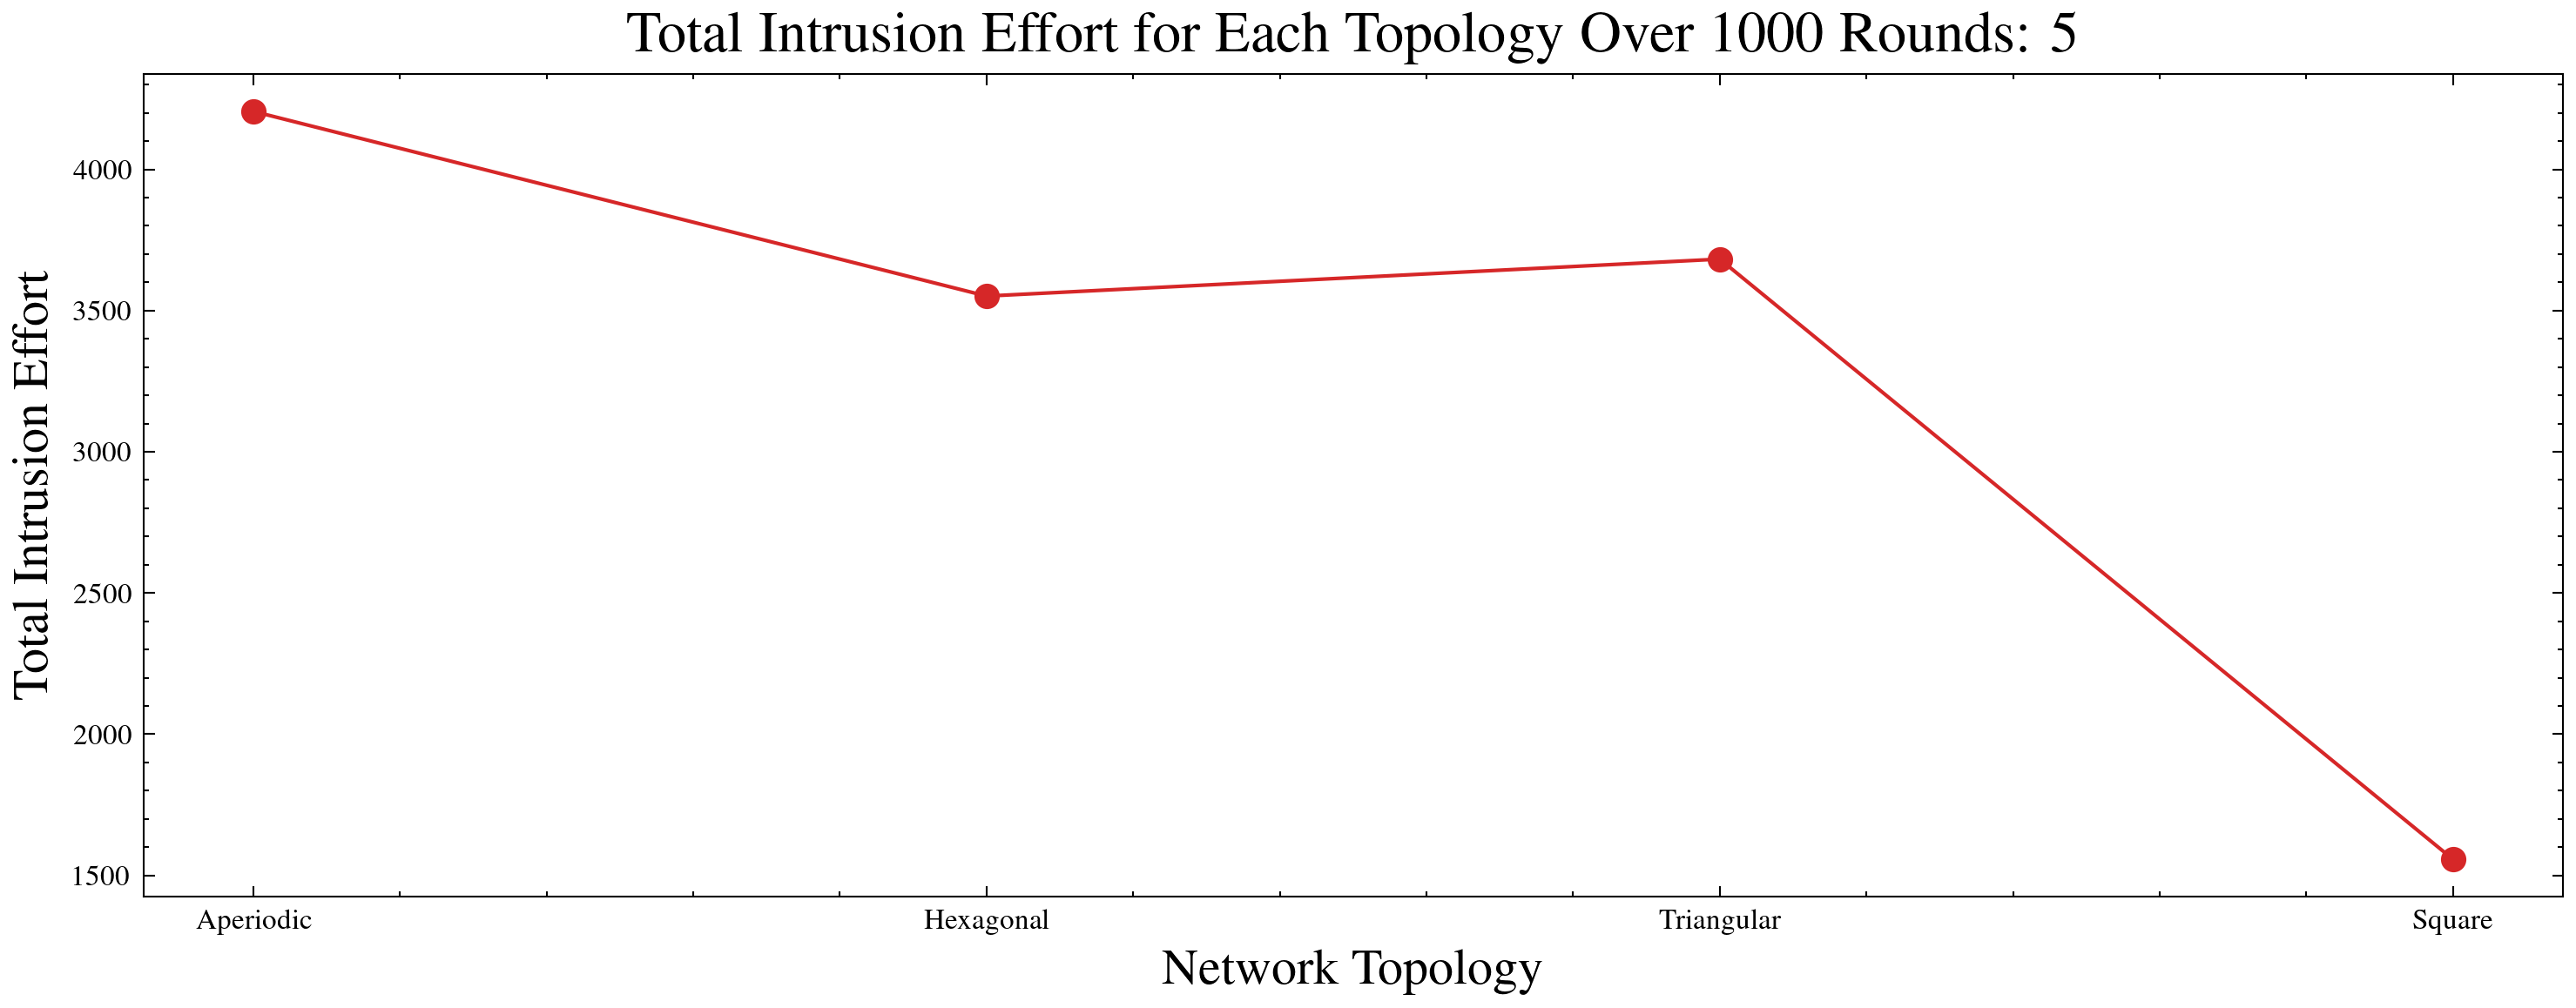 Total Intrusion Effort for Each Topology Over 1000 Rounds: 5
Total Intrusion Effort
4000
3500
3000
2500
2000
1500
Aperiodic
Hexagonal
Triangular
Square
Network Topology